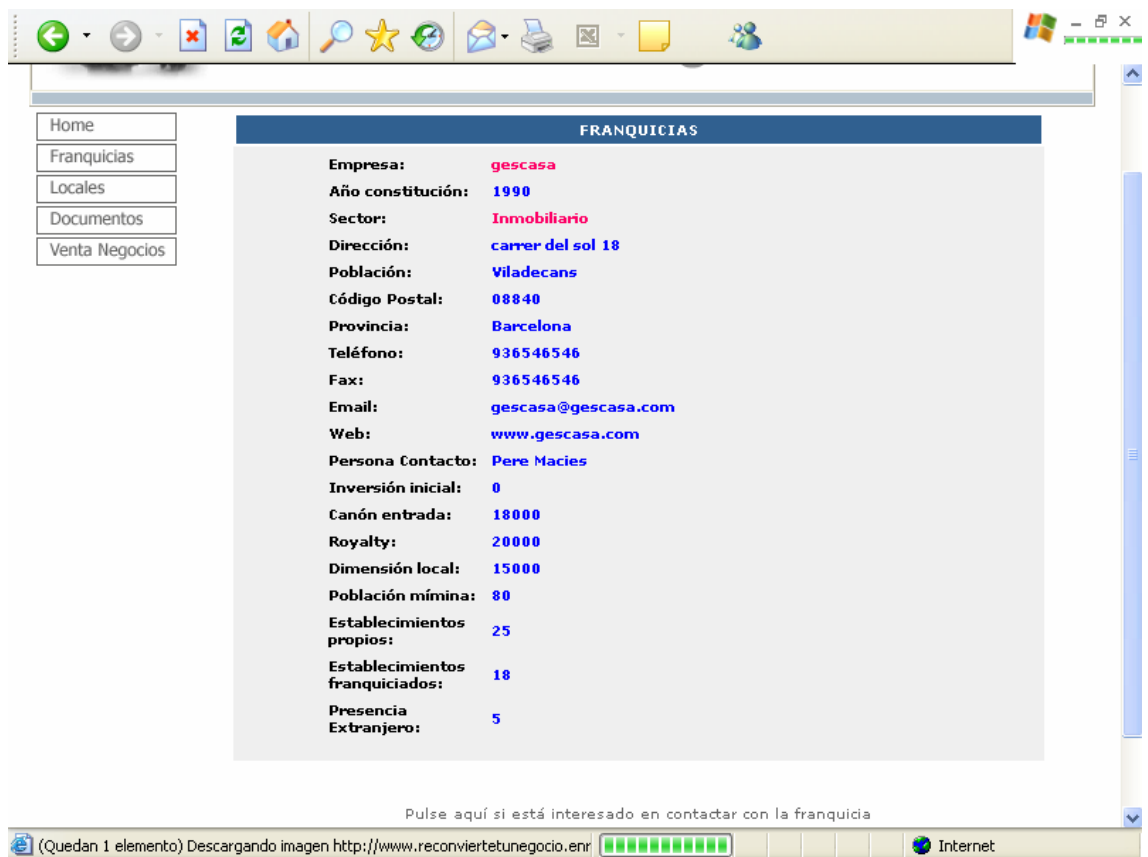 Home
Franquicias
Locales
Documentos
Venta Negocios
FRANQUICIAS
Empresa: gescasa
Año constitución: 1990
Sector: Inmobiliario
Dirección: carrer del sol 18
Población: Viladecans
Código Postal: 08840
Provincia: Barcelona
Teléfono: 936546546
Fax: 936546546
Email: gescasa@gescasa.com
Web: www.gescasa.com
Persona Contacto: Pere Macies
Inversión inicial: 0
Canón entrada: 18000
Royalty: 20000
Dimensión local: 15000
Población mímina: 80
Establecimientos
propios: 25
Establecimientos
franquiciados: 18
Presencia
Extranjero: 5
Pulse aquí si está interesado en contactar con la franquicia
(Quedan 1 elemento) Descargando imagen http://www.reconviertetunegocio.enr Internet